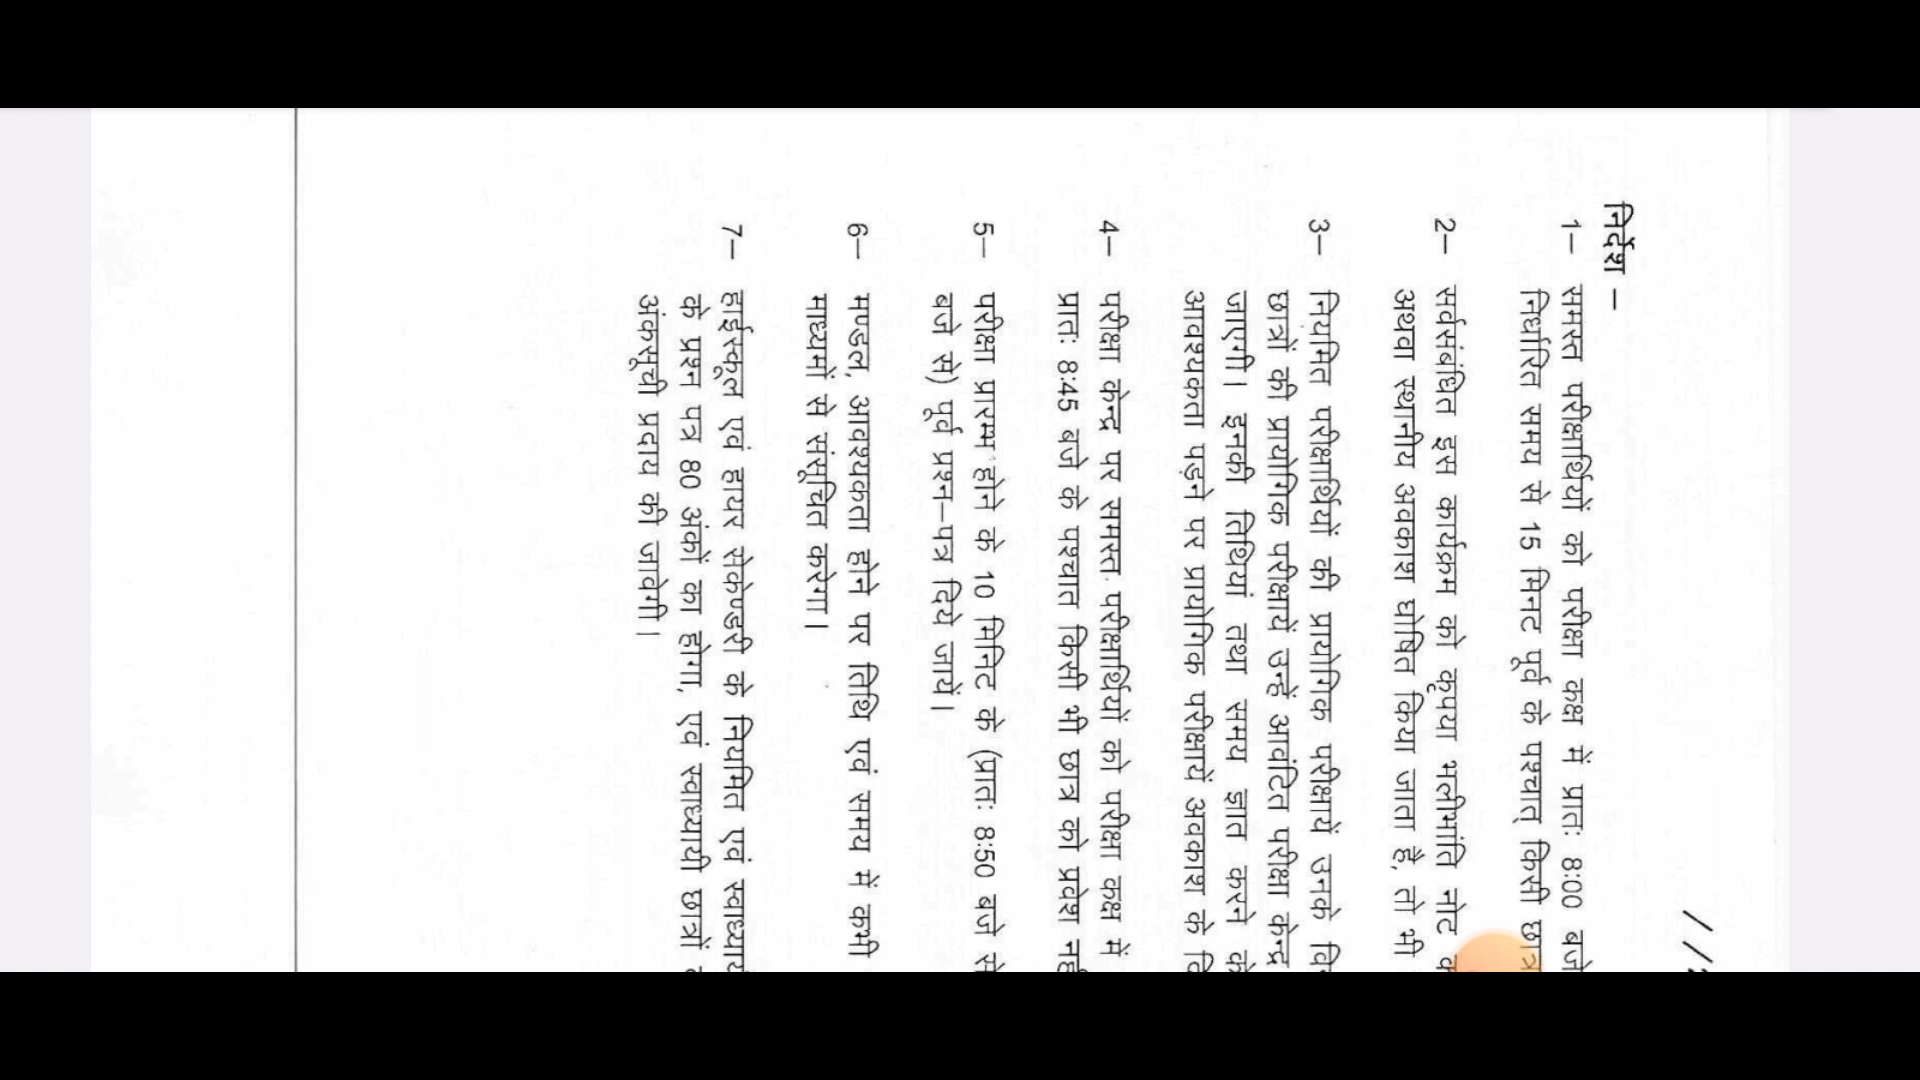 निर्देश –
1– समस्त परीक्षार्थियों को परीक्षा कक्ष में प्रातः 8:00 बजे
निर्धारित समय से 15 मिनट पूर्व के पश्चात् किसी छात्र
2– सर्वसंबंधित इस कार्यक्रम को कृपया भलीभांति नोट
अथवा स्थानीय अवकाश घोषित किया जाता है, तो भी
3– नियमित परीक्षार्थियों की प्रायोगिक परीक्षायें उनके
छात्रों की प्रायोगिक परीक्षायें उन्हें आवंटित परीक्षा केन्द्र
जाएगी। इनकी तिथियां तथा समय ज्ञात करने के
आवश्यकता पड़ने पर प्रायोगिक परीक्षायें अवकाश के
4– परीक्षा केन्द्र पर समस्त परीक्षार्थियों को परीक्षा कक्ष में
प्रातः 8:45 बजे के पश्चात किसी भी छात्र को प्रवेश
5– परीक्षा प्रारम्भ होने के 10 मिनिट के (प्रातः 8:50 बजे से
बजे से) पूर्व प्रश्न–पत्र दिये जायें।
6– मण्डल, आवश्यकता होने पर तिथि एवं समय में कभी
माध्यमों से संसूचित करेगा।
7– हाईस्कूल एवं हायर सेकेण्डरी के नियमित एवं
के प्रश्न पत्र 80 अंकों का होगा, एवं स्वाध्यायी छात्रों
अंकसूची प्रदाय की जावेगी।